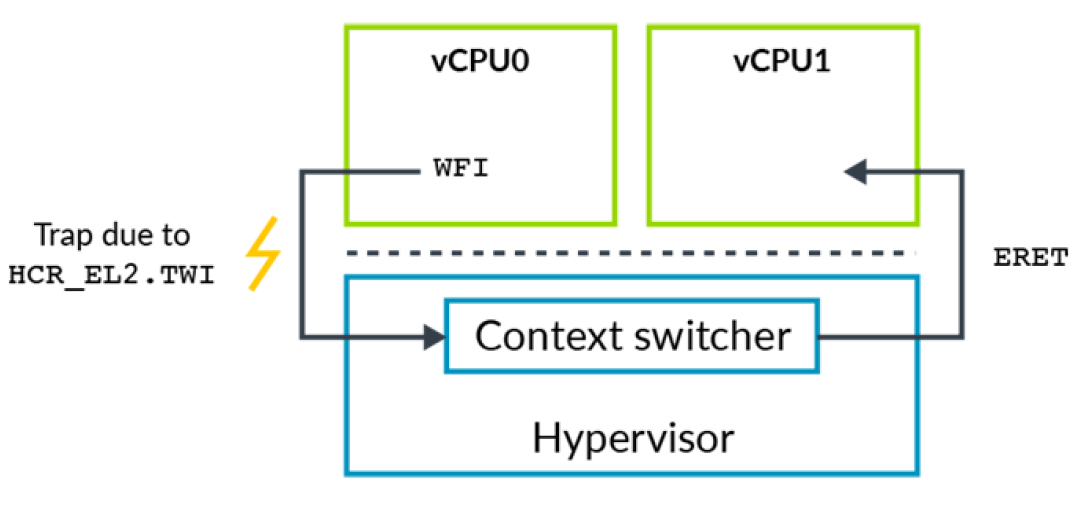 vCPU0
vCPU1
WFI
Trap due to
HCR_EL2.TWI
ERET
Context switcher
Hypervisor